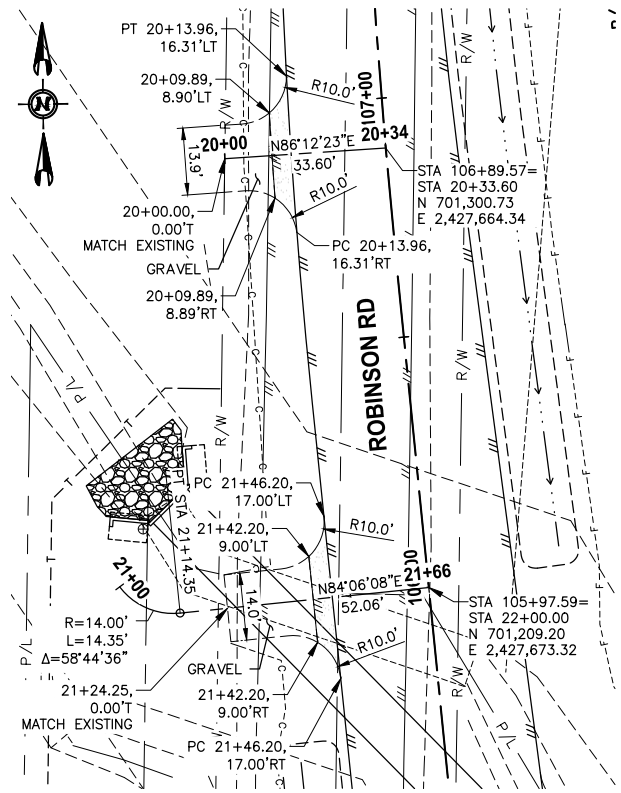 PT 20+13.96,
16.31'LT
20+09.89,
8.90'LT
R10.0'
107+00
R/W
R/W
F
C
N
20+00
N86°12'23"E
33.60'
20+34
13.9'
STA 106+89.57=
STA 20+33.60
N 701,300.73
E 2,427,664.34
20+00.00,
0.00'T
MATCH EXISTING
GRAVEL
R10.0'
PC 20+13.96,
16.31'RT
20+09.89,
8.89'RT
ROBINSON RD
R/W
P/L
R/W
PC 21+46.20,
17.00'LT
PT STA 21+14.35
21+42.20,
9.00'LT
R10.0'
21+00
N84°06'08"E
52.06'
21+66
14.0'
STA 105+97.59=
STA 22+00.00
N 701,209.20
E 2,427,673.32
R=14.00'
L=14.35'
Δ=58°44'36"
P/L
T
GRAVEL
R10.0'
R/W
21+24.25,
0.00'T
MATCH EXISTING
21+42.20,
9.00'RT
P/L
PC 21+46.20,
17.00'RT